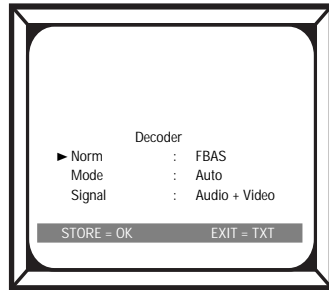 Decoder
► Norm : FBAS
Mode : Auto
Signal : Audio + Video
STORE = OK EXIT = TXT